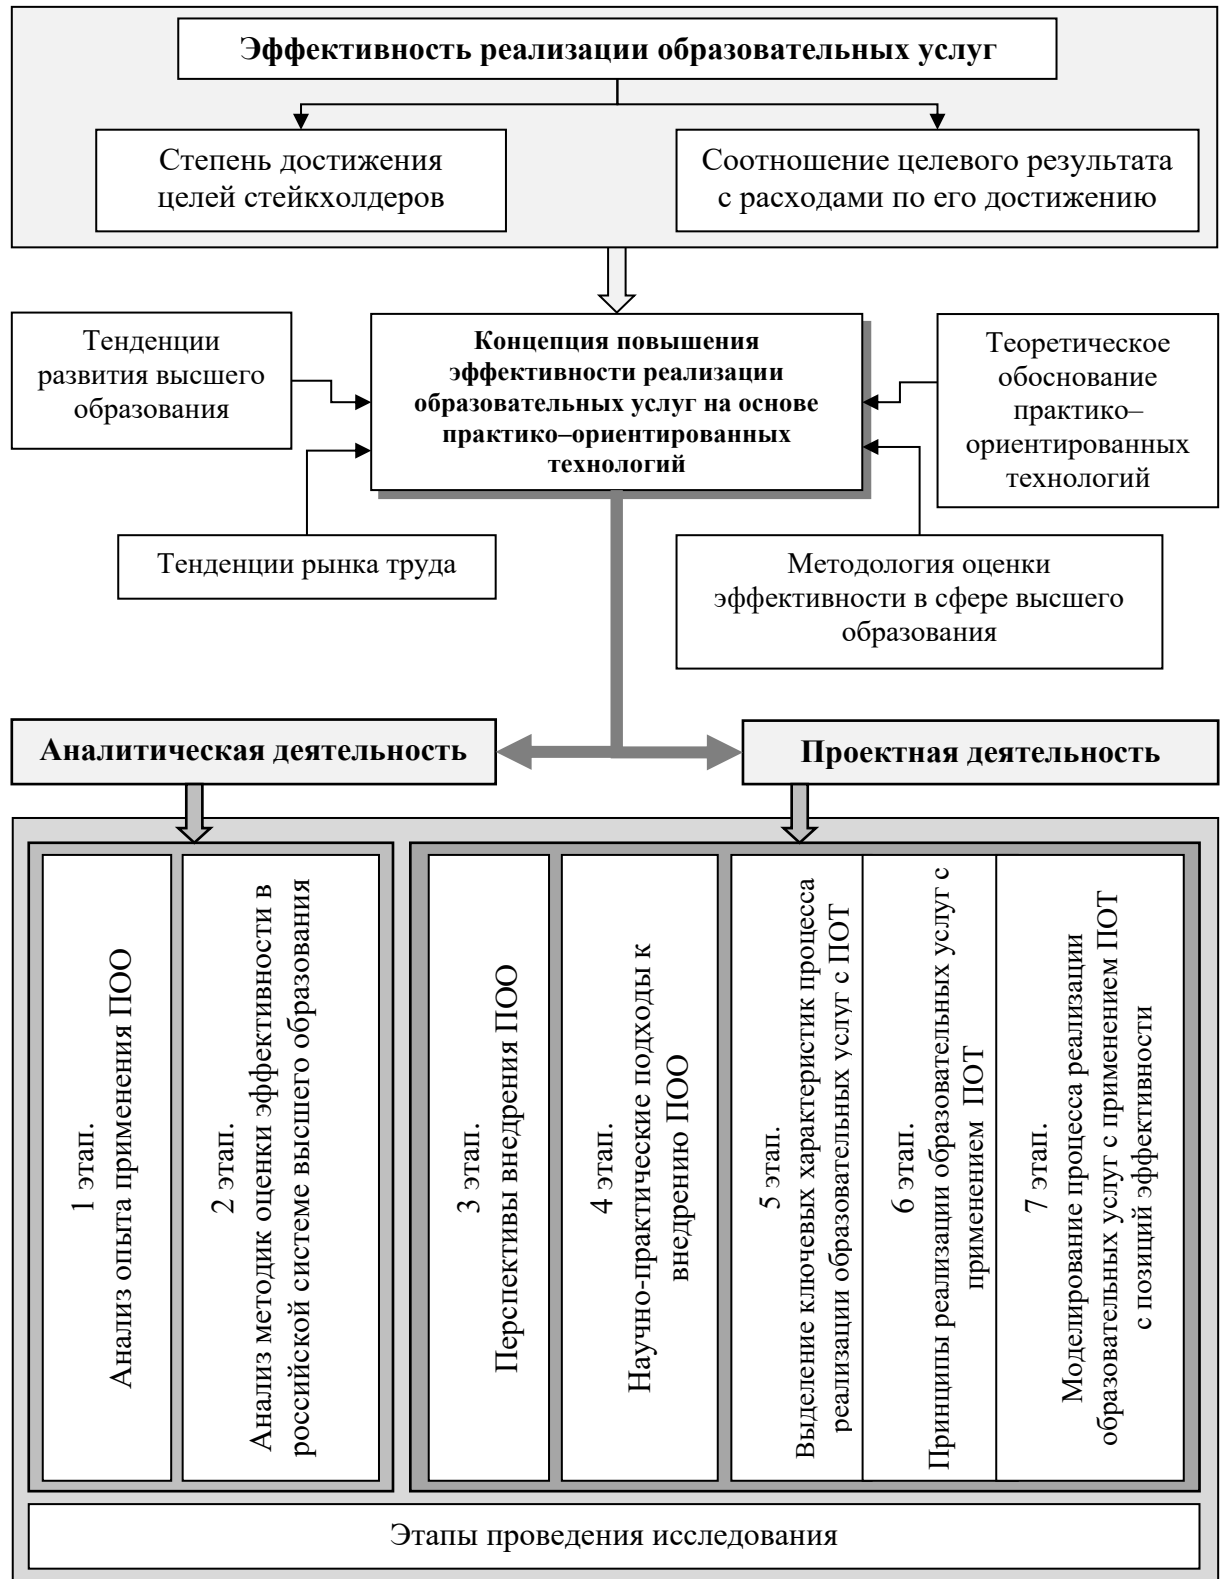 Эффективность реализации образовательных услуг
Степень достижения
целей стейкхолдеров
Соотношение целевого результата
с расходами по его достижению
Тенденции
развития высшего
образования
Концепция повышения
эффективности реализации
образовательных услуг на основе
практико–ориентированных
технологий
Теоретическое
обоснование
практико–
ориентированных
технологий
Тенденции рынка труда
Методология оценки
эффективности в сфере высшего
образования
Аналитическая деятельность
Проектная деятельность
1 этап.
Анализ опыта применения ПОО
2 этап.
Анализ методик оценки эффективности в
российской системе высшего образования
3 этап.
Перспективы внедрения ПОО
4 этап.
Научно-практические подходы к
внедрению ПОО
5 этап.
Выделение ключевых характеристик процесса
реализации образовательных услуг с ПОТ
6 этап.
Принципы реализации образовательных услуг с
применением ПОТ
7 этап.
Моделирование процесса реализации
образовательных услуг с применением ПОТ
с позиций эффективности
Этапы проведения исследования